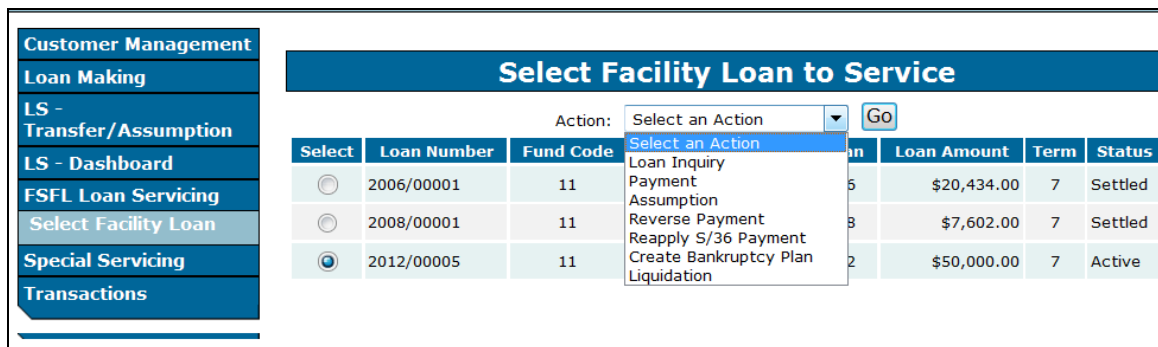 Customer Management
Loan Making
LS -
Transfer/Assumption
LS - Dashboard
FSFL Loan Servicing
Select Facility Loan
Special Servicing
Transactions
Select Facility Loan to Service
Action: Select an Action Go
Select an Action
Loan Inquiry
Payment
Assumption
Reverse Payment
Reapply S/36 Payment
Create Bankruptcy Plan
Liquidation
Select Loan Number Fund Code Loan Amount Term Status
2006/00001 11 6 $20,434.00 7 Settled
2008/00001 11 8 $7,602.00 7 Settled
2012/00005 11 2 $50,000.00 7 Active